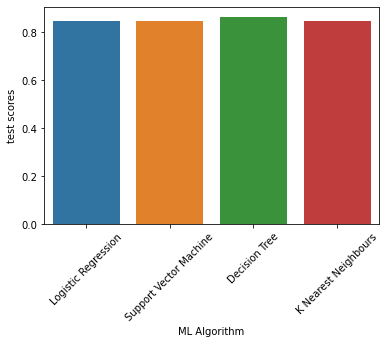 0.8
0.6
0.4
0.2
0.0
test scores
Logistic Regression
Support Vector Machine
Decision Tree
K Nearest Neighbours
ML Algorithm